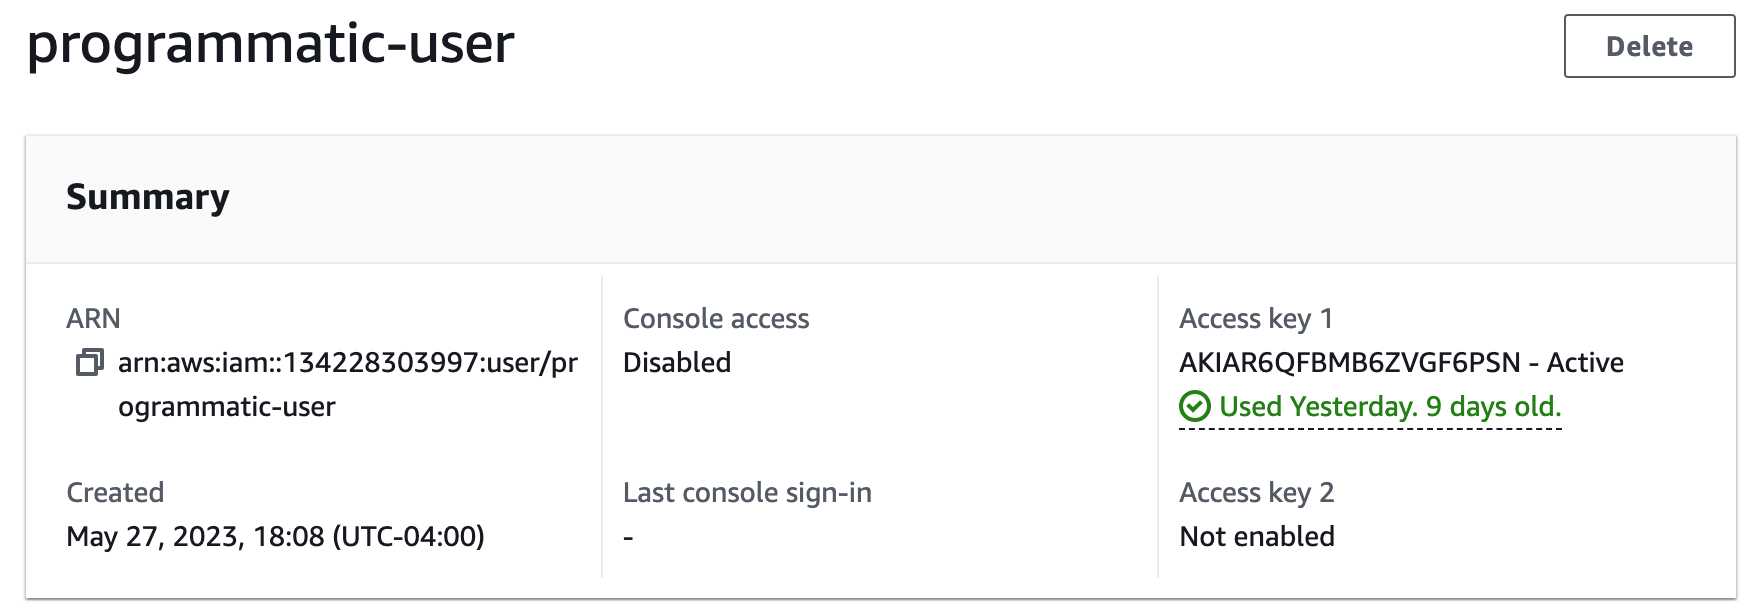 programmatic-user
Delete
Summary
ARN
arn:aws:iam::134228303997:user/pr
ogrammatic-user
Created
May 27, 2023, 18:08 (UTC-04:00)
Console access
Disabled
Last console sign-in
-
Access key 1
AKIAR6QFBMB6ZVGF6PSN - Active
Used Yesterday. 9 days old.
Access key 2
Not enabled